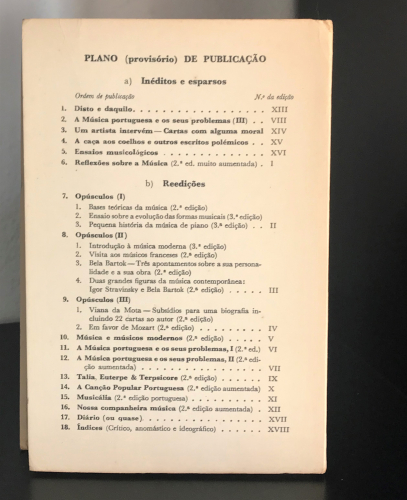 PLANO (provisório) DE PUBLICAÇÃO
a) Inéditos e esparsos
Ordem de publicação N.º da edição
1. Disto e daquilo. . . . . . . . . . . . . . . . . XIII
2. A Música portuguesa e os seus problemas (III) . . VIII
3. Um artista intervém — Cartas com alguma moral XIV
4. A caça aos coelhos e outros escritos polémicos . . XV
5. Ensaios musicológicos . . . . . . . . . . . . . XVI
6. Reflexões sobre a Música (2.ª ed. muito aumentada) . I
b) Reedições
7. Opúsculos (I)
1. Bases teóricas da música (2.ª edição)
2. Ensaio sobre a evolução das formas musicais (3.ª edição)
3. Pequena história da música de piano (3.ª edição) . . II
8. Opúsculos (II)
1. Introdução à música moderna (3.ª edição)
2. Visita aos músicos franceses (2.ª edição)
3. Bela Bartok — Três apontamentos sobre a sua perso-
nalidade e a sua obra (2.ª edição)
4. Duas grandes figuras da música contemporânea:
Igor Stravinsky e Bela Bartok (2.ª edição) . . . . . III
9. Opúsculos (III)
1. Viana da Mota — Subsídios para uma biografia in-
cluindo 22 cartas ao autor (2.ª edição)
2. Em favor de Mozart (2.ª edição) . . . . . . . . IV
10. Música e músicos modernos (2.ª edição) . . . . . V
11. A Música portuguesa e os seus problemas, I (2.ª ed.) VI
12. A Música portuguesa e os seus problemas, II (2.ª edi-
ção aumentada) . . . . . . . . . . . . . . . . VII
13. Talia, Euterpe & Terpsicore (2.ª edição) . . . . . IX
14. A Canção Popular Portuguesa (2.ª edição aumentada) X
15. Musicália (2.ª edição portuguesa) . . . . . . . . XI
16. Nossa companheira música (2.ª edição aumentada) . XII
17. Diário (ou quase). . . . . . . . . . . . . . . . XVII
18. Índices (Crítico, anomástico e ideográfico) . . . . . XVIII